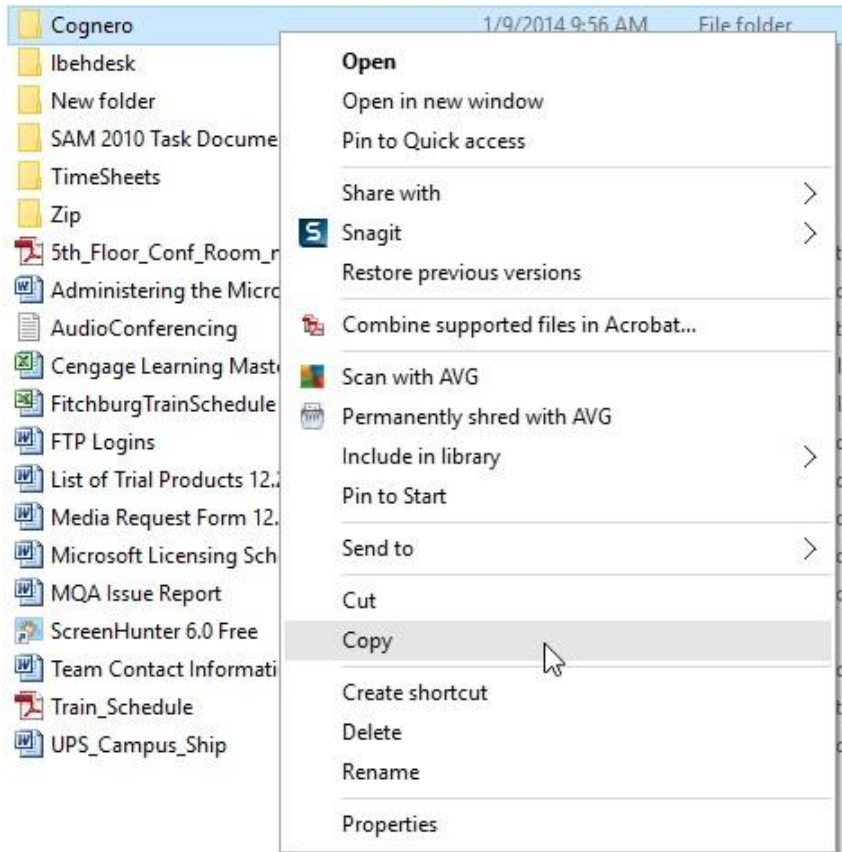 Cognero 1/9/2014 9:56 AM File folder
Ibehdesk
New folder
SAM 2010 Task Docume
TimeSheets
Zip
5th_Floor_Conf_Room_
Administering the Micro
AudioConferencing
Cengage Learning Mast
FitchburgTrainSchedule
FTP Logins
List of Trial Products 12.
Media Request Form 12.
Microsoft Licensing Sch
MQA Issue Report
ScreenHunter 6.0 Free
Team Contact Informati
Train_Schedule
UPS_Campus_Ship
Open
Open in new window
Pin to Quick access
Share with
S Snagit
Restore previous versions
Combine supported files in Acrobat...
Scan with AVG
Permanently shred with AVG
Include in library
Pin to Start
Send to
Cut
Copy
Create shortcut
Delete
Rename
Properties